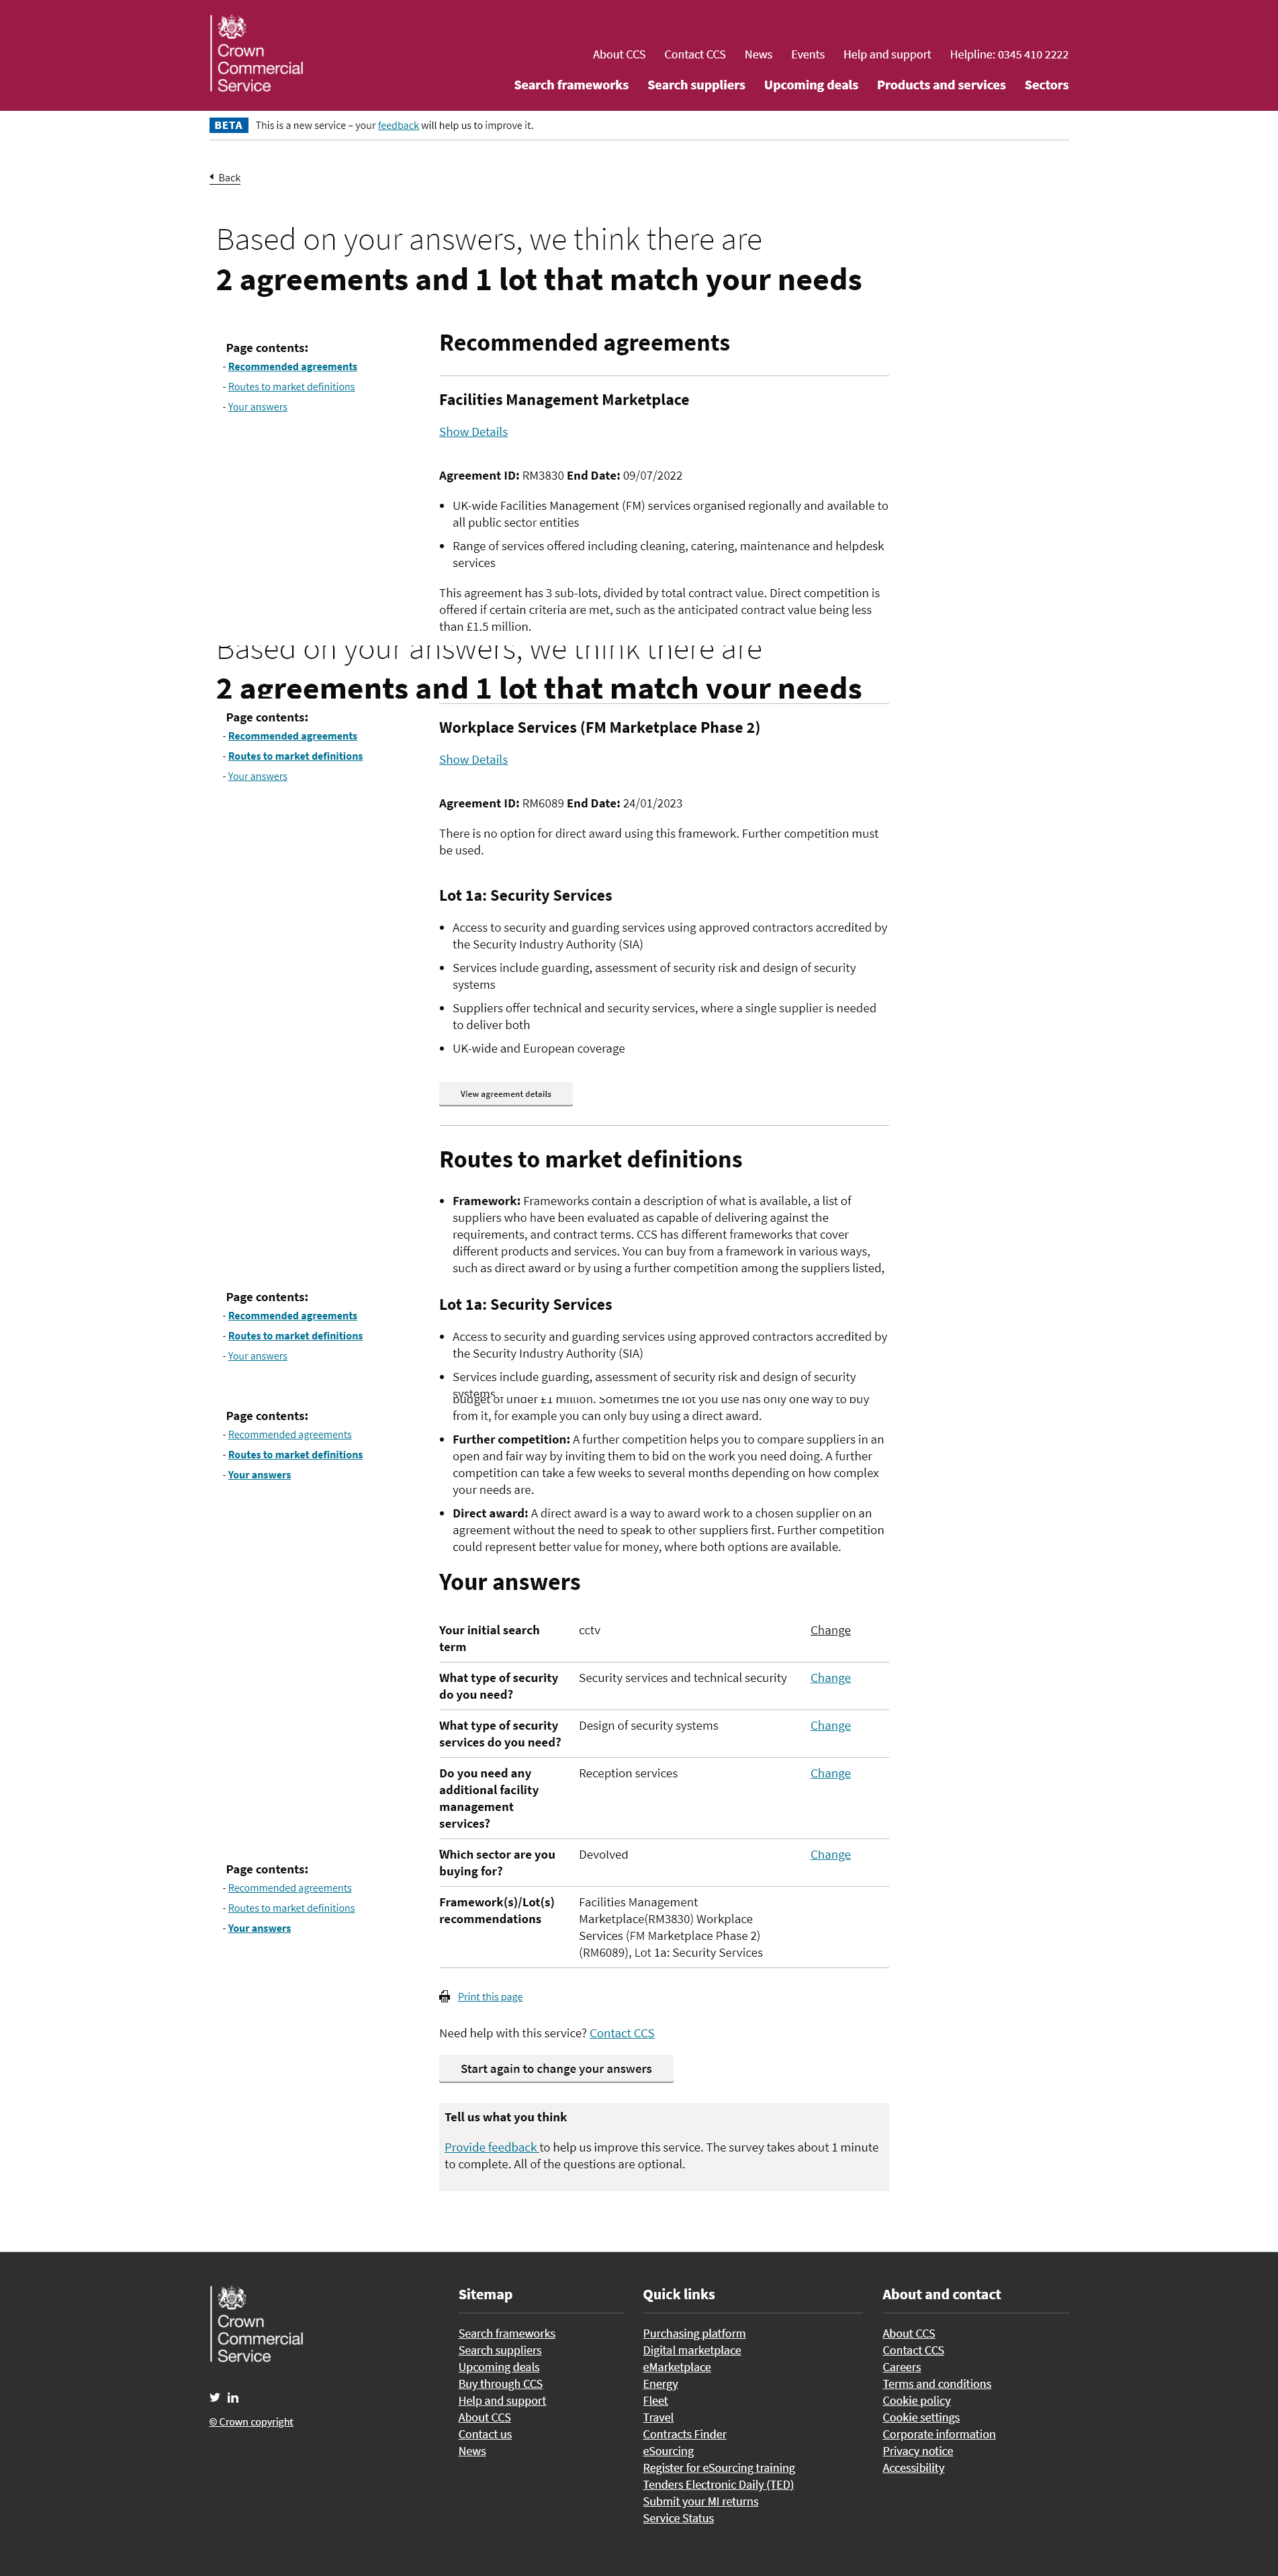 Crown
Commercial
Service
About CCS Contact CCS News Events Help and support Helpline: 0345 410 2222
Search frameworks Search suppliers Upcoming deals Products and services Sectors
BETA This is a new service – your feedback will help us to improve it.
Back
Based on your answers, we think there are
2 agreements and 1 lot that match your needs
Page contents:
- Recommended agreements
- Routes to market definitions
- Your answers
Recommended agreements
Facilities Management Marketplace
Show Details
Agreement ID: RM3830 End Date: 09/07/2022
• UK-wide Facilities Management (FM) services organised regionally and available to
all public sector entities
• Range of services offered including cleaning, catering, maintenance and helpdesk
services
This agreement has 3 sub-lots, divided by total contract value. Direct competition is
offered if certain criteria are met, such as the anticipated contract value being less
than £1.5 million.
Based on your answers, we think there are
2 agreements and 1 lot that match your needs
Page contents:
- Recommended agreements
- Routes to market definitions
- Your answers
Workplace Services (FM Marketplace Phase 2)
Show Details
Agreement ID: RM6089 End Date: 24/01/2023
There is no option for direct award using this framework. Further competition must
be used.
Lot 1a: Security Services
• Access to security and guarding services using approved contractors accredited by
the Security Industry Authority (SIA)
• Services include guarding, assessment of security risk and design of security
systems
• Suppliers offer technical and security services, where a single supplier is needed
to deliver both
• UK-wide and European coverage
View agreement details
Routes to market definitions
• Framework: Frameworks contain a description of what is available, a list of
suppliers who have been evaluated as capable of delivering against the
requirements, and contract terms. CCS has different frameworks that cover
different products and services. You can buy from a framework in various ways,
such as direct award or by using a further competition among the suppliers listed,
Page contents:
- Recommended agreements
- Routes to market definitions
- Your answers
Lot 1a: Security Services
• Access to security and guarding services using approved contractors accredited by
the Security Industry Authority (SIA)
• Services include guarding, assessment of security risk and design of security
systems
budget of under £1 million. Sometimes the lot you use has only one way to buy
from it, for example you can only buy using a direct award.
Page contents:
- Recommended agreements
- Routes to market definitions
- Your answers
• Further competition: A further competition helps you to compare suppliers in an
open and fair way by inviting them to bid on the work you need doing. A further
competition can take a few weeks to several months depending on how complex
your needs are.
• Direct award: A direct award is a way to award work to a chosen supplier on an
agreement without the need to speak to other suppliers first. Further competition
could represent better value for money, where both options are available.
Your answers
Your initial search cctv Change
term
What type of security Security services and technical security Change
do you need?
What type of security Design of security systems Change
services do you need?
Do you need any Reception services Change
additional facility
management
services?
Which sector are you Devolved Change
buying for?
Page contents:
- Recommended agreements
- Routes to market definitions
- Your answers
Framework(s)/Lot(s) Facilities Management
recommendations Marketplace(RM3830) Workplace
Services (FM Marketplace Phase 2)
(RM6089), Lot 1a: Security Services
Print this page
Need help with this service? Contact CCS
Start again to change your answers
Tell us what you think
Provide feedback to help us improve this service. The survey takes about 1 minute
to complete. All of the questions are optional.
Crown
Commercial
Service
© Crown copyright
Sitemap
Search frameworks
Search suppliers
Upcoming deals
Buy through CCS
Help and support
About CCS
Contact us
News
Quick links
Purchasing platform
Digital marketplace
eMarketplace
Energy
Fleet
Travel
Contracts Finder
eSourcing
Register for eSourcing training
Tenders Electronic Daily (TED)
Submit your MI returns
Service Status
About and contact
About CCS
Contact CCS
Careers
Terms and conditions
Cookie policy
Cookie settings
Corporate information
Privacy notice
Accessibility